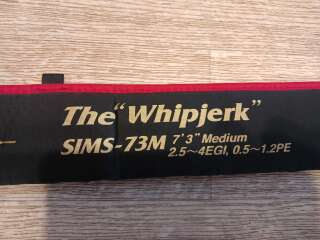 The “Whipjerk”
SIMS-73M 7'3" Medium
2.5～4EGI, 0.5～1.2PE